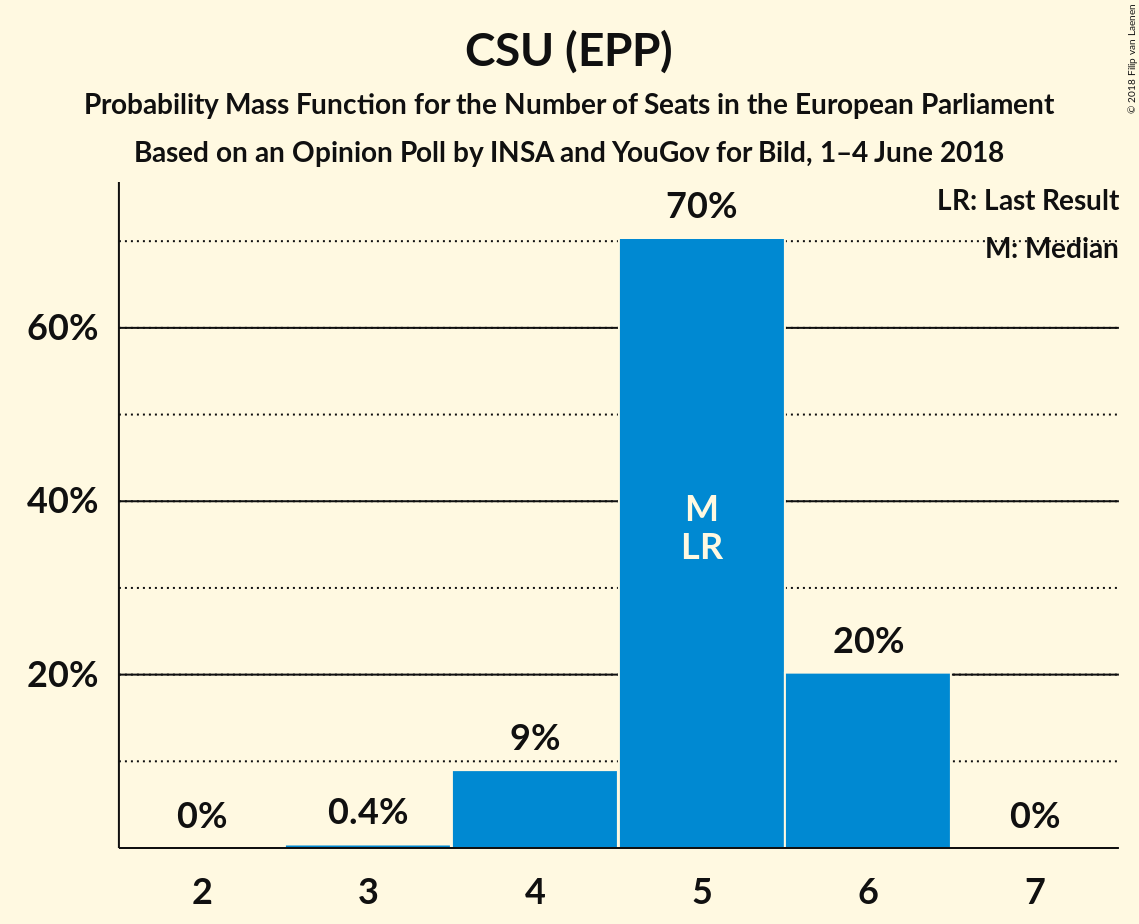 CSU (EPP)
Probability Mass Function for the Number of Seats in the European Parliament
Based on an Opinion Poll by INSA and YouGov for Bild, 1–4 June 2018
© 2018 Filip van Laenen
LR: Last Result
M: Median
70%
60%
40%
M
LR
20%
20%
9%
0%
0.4%
0%
2
3
4
5
6
7